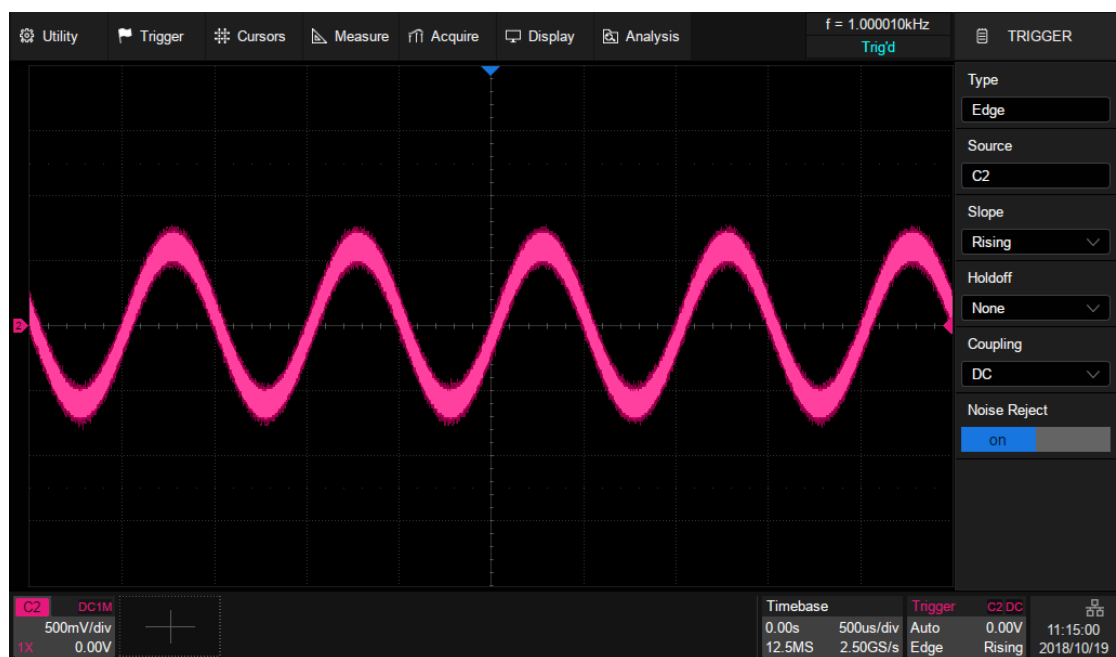 Utility Trigger Cursors Measure Acquire Display Analysis
f = 1.000010kHz
Trig'd
TRIGGER
Type
Edge
Source
C2
Slope
Rising
Holdoff
None
Coupling
DC
Noise Reject
on
2
C2 DC1M
500mV/div
1X 0.00V
Timebase
0.00s 500us/div
12.5MS 2.50GS/s
Trigger C2 DC
Auto 0.00V
Edge Rising
11:15:00
2018/10/19